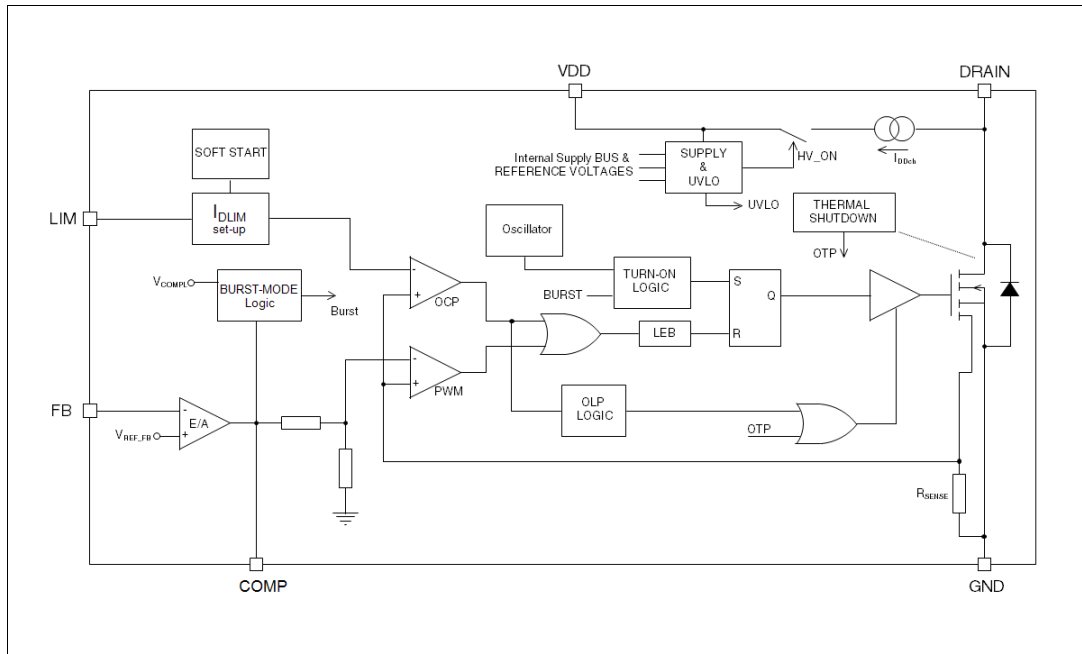 VDD
DRAIN
SOFT START
Internal Supply BUS &
REFERENCE VOLTAGES
SUPPLY
&
UVLO
HV_ON
IDDch
UVLO
LIM
IDLIM
set-up
Oscillator
THERMAL
SHUTDOWN
OTP
VCOMPL
BURST-MODE
Logic
Burst
-
+
OCP
BURST
TURN-ON
LOGIC
S
R
Q
LEB
-
+
PWM
FB
-
+
E/A
VREF_FB
OLP
LOGIC
OTP
RSENSE
COMP
GND